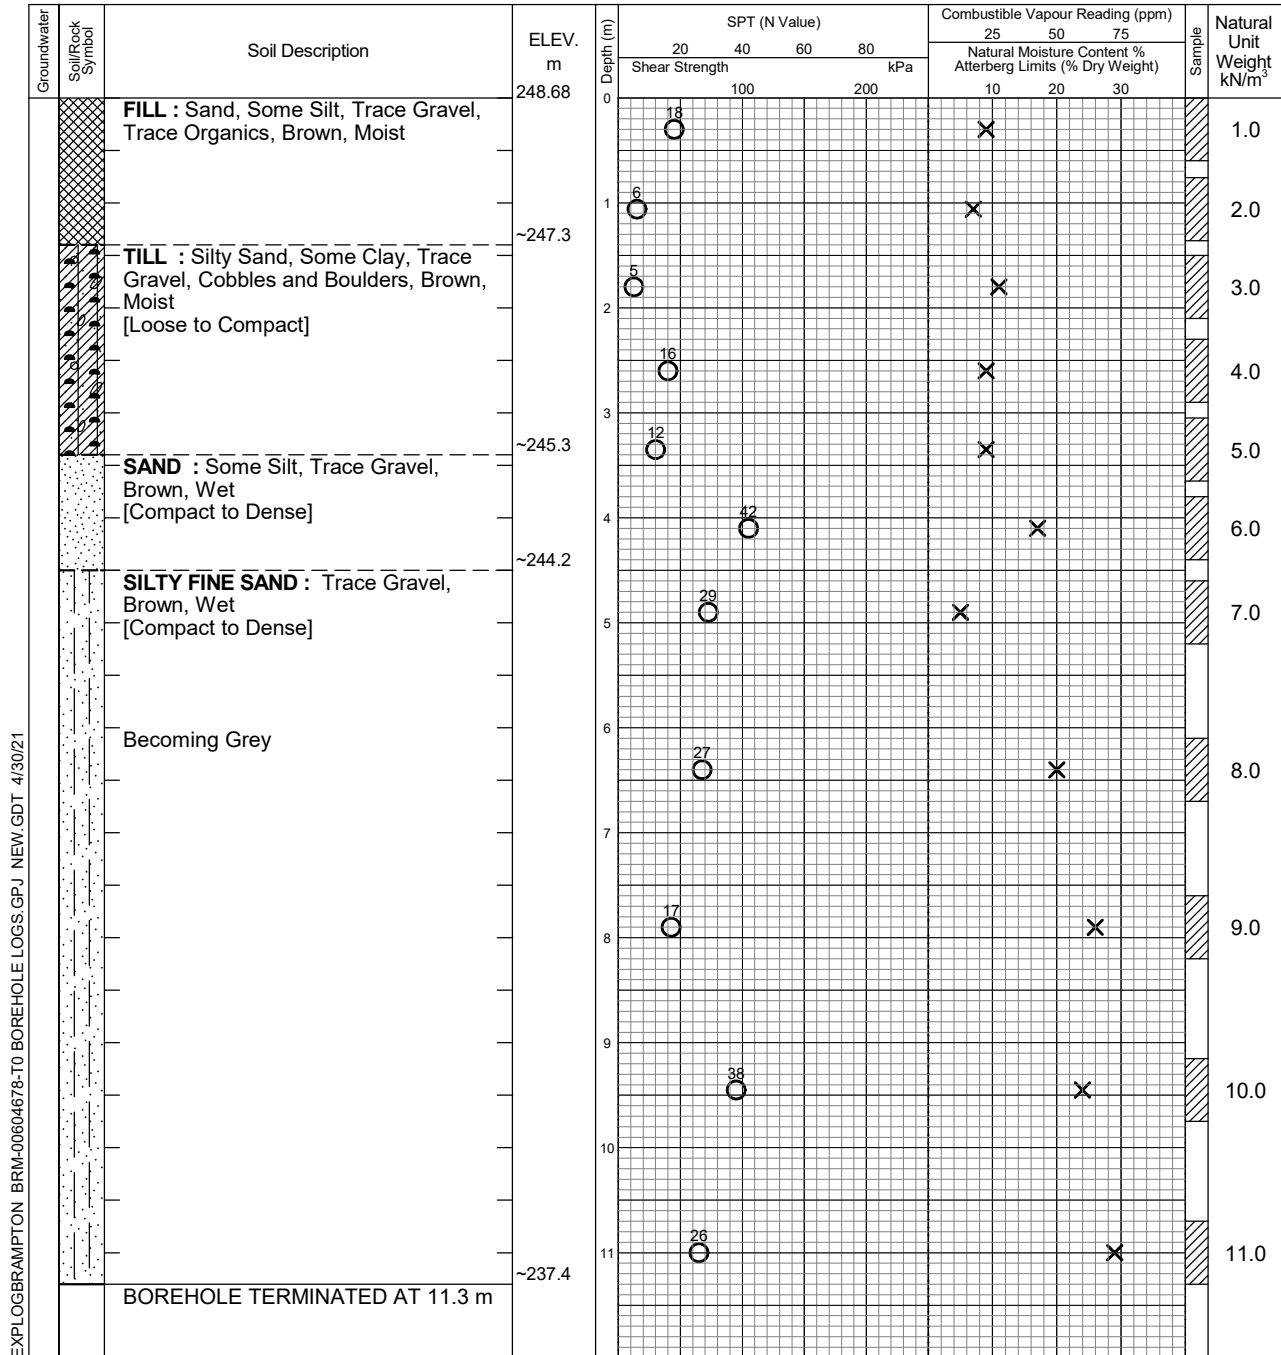 Groundwater
Soil/Rock
Symbol
Soil Description
ELEV.
m
248.68
Depth (m)
SPT (N Value)
20 40 60 80
Shear Strength kPa
100 200
Combustible Vapour Reading (ppm)
25 50 75
Natural Moisture Content %
Atterberg Limits (% Dry Weight)
10 20 30
Sample
Natural
Unit
Weight
kN/m³
0
FILL : Sand, Some Silt, Trace Gravel,
Trace Organics, Brown, Moist
18
1.0
6
1
2.0
~247.3
TILL : Silty Sand, Some Clay, Trace
Gravel, Cobbles and Boulders, Brown,
Moist
[Loose to Compact]
5
3.0
2
16
4.0
3
12
5.0
~245.3
SAND : Some Silt, Trace Gravel,
Brown, Wet
[Compact to Dense]
42
4
6.0
~244.2
SILTY FINE SAND : Trace Gravel,
Brown, Wet
[Compact to Dense]
29
7.0
5
6
Becoming Grey
27
8.0
7
17
9.0
8
9
38
10.0
10
26
11
11.0
~237.4
BOREHOLE TERMINATED AT 11.3 m
EXPLOGBRAMPTON BRM-00604678-T0 BOREHOLE LOGS.GPJ NEW.GDT 4/30/21